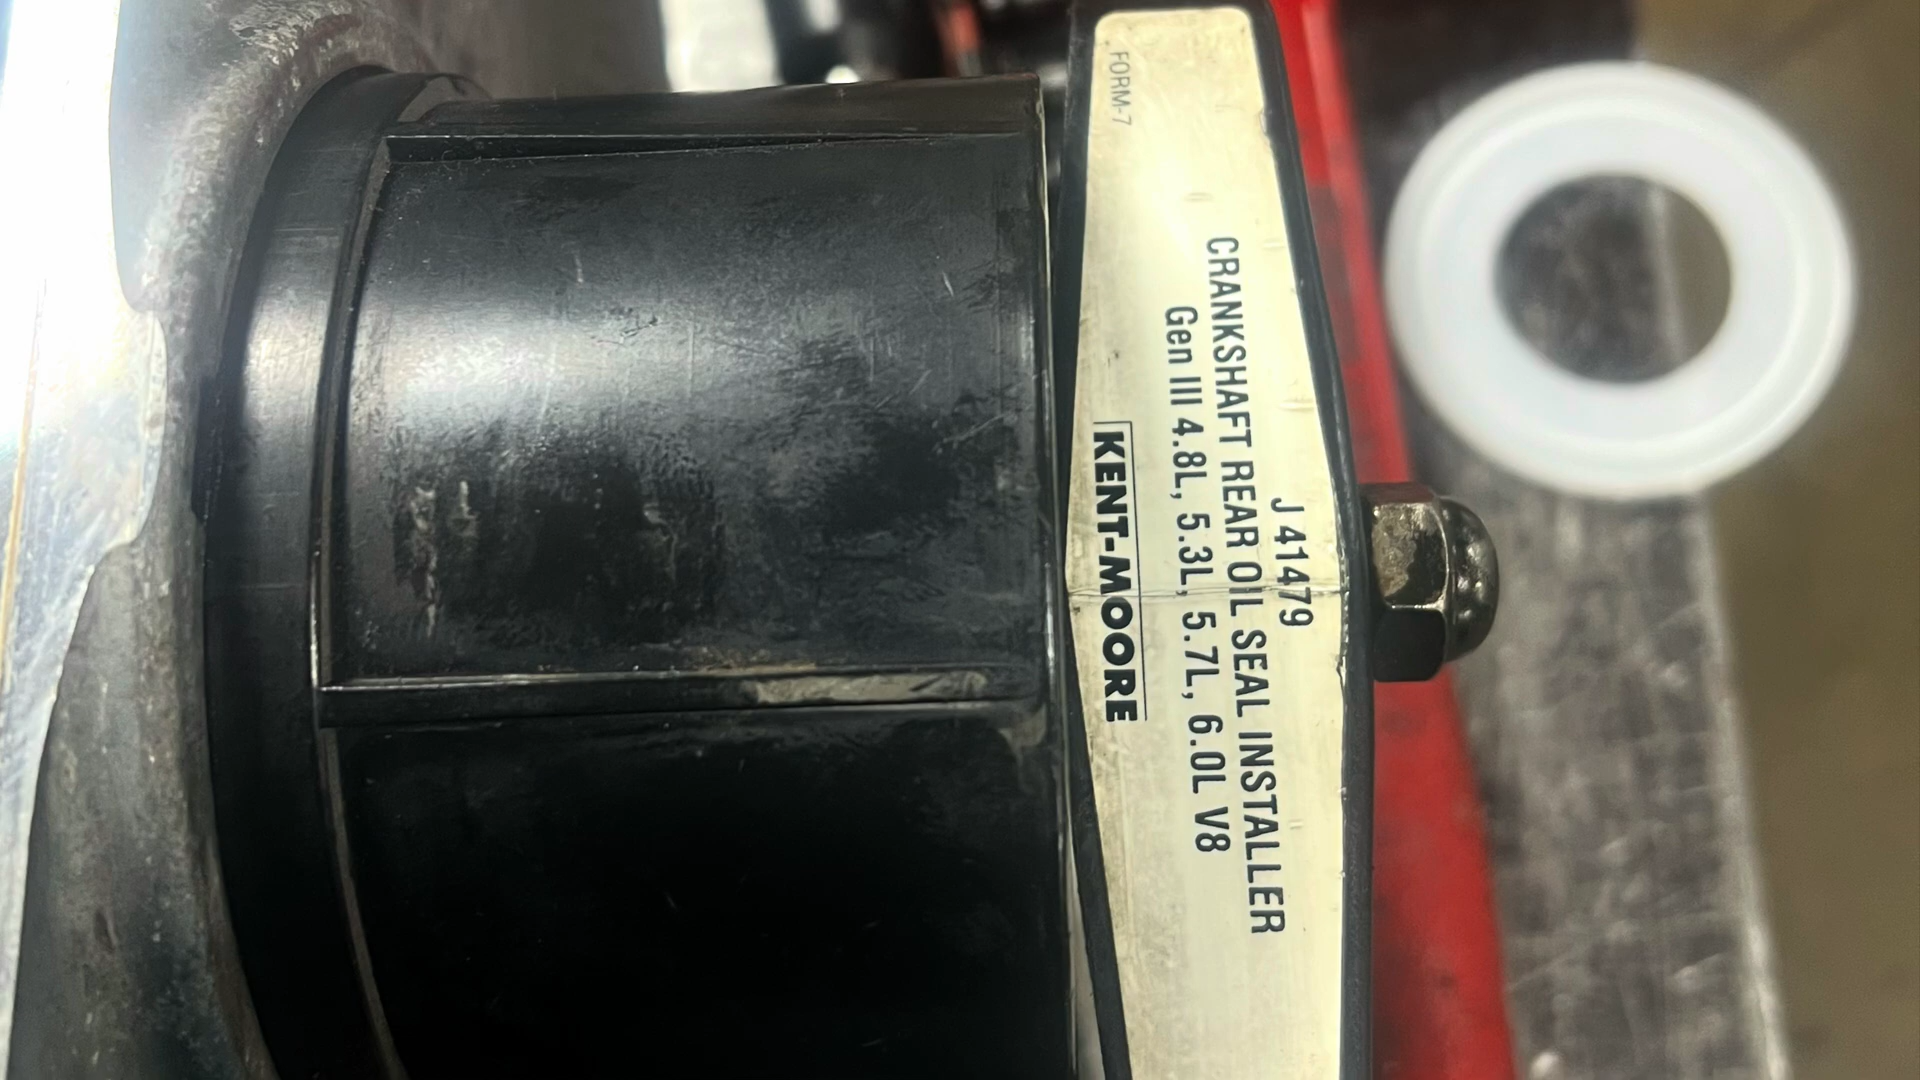 J 41479
CRANKSHAFT REAR OIL SEAL INSTALLER
Gen III 4.8L, 5.3L, 5.7L, 6.0L V8
KENT-MOORE
FORM-7